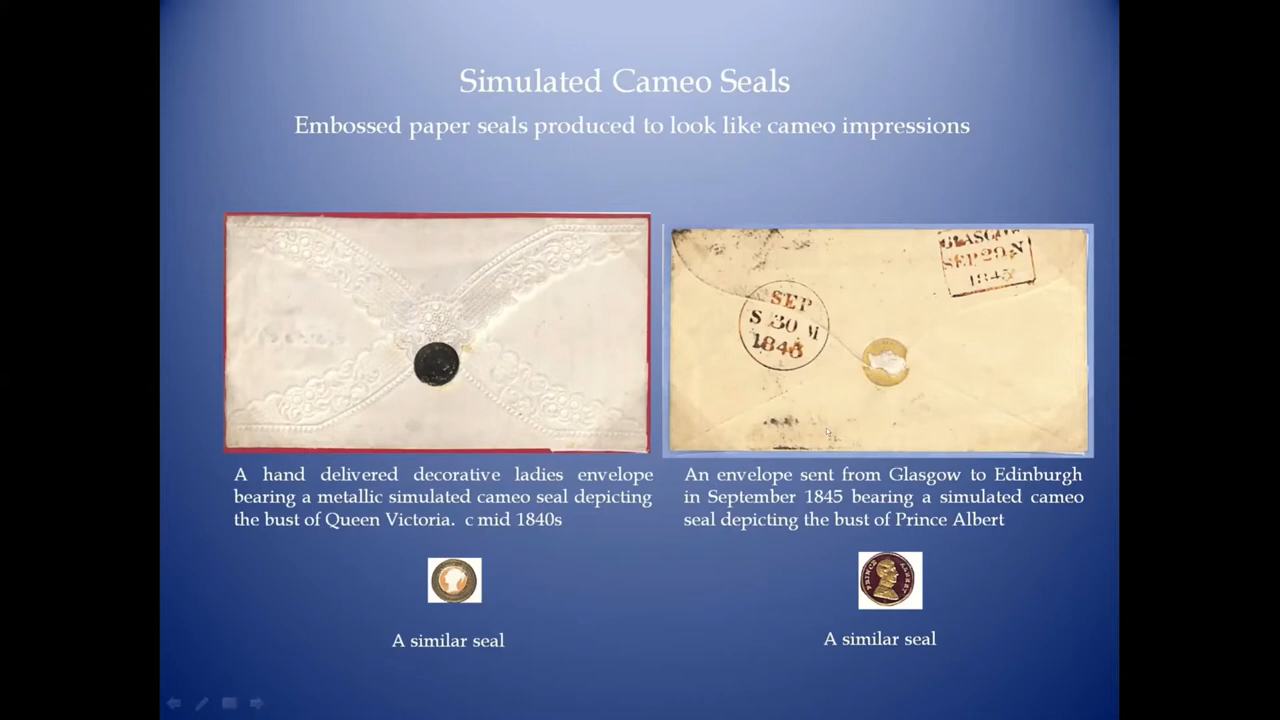 Simulated Cameo Seals
Embossed paper seals produced to look like cameo impressions
GLASGOW
SEP 29 N
1845
SEP
S 30 M
1845
A hand delivered decorative ladies envelope
bearing a metallic simulated cameo seal depicting
the bust of Queen Victoria. c mid 1840s
An envelope sent from Glasgow to Edinburgh
in September 1845 bearing a simulated cameo
seal depicting the bust of Prince Albert
PRINCE ALBERT
A similar seal
A similar seal